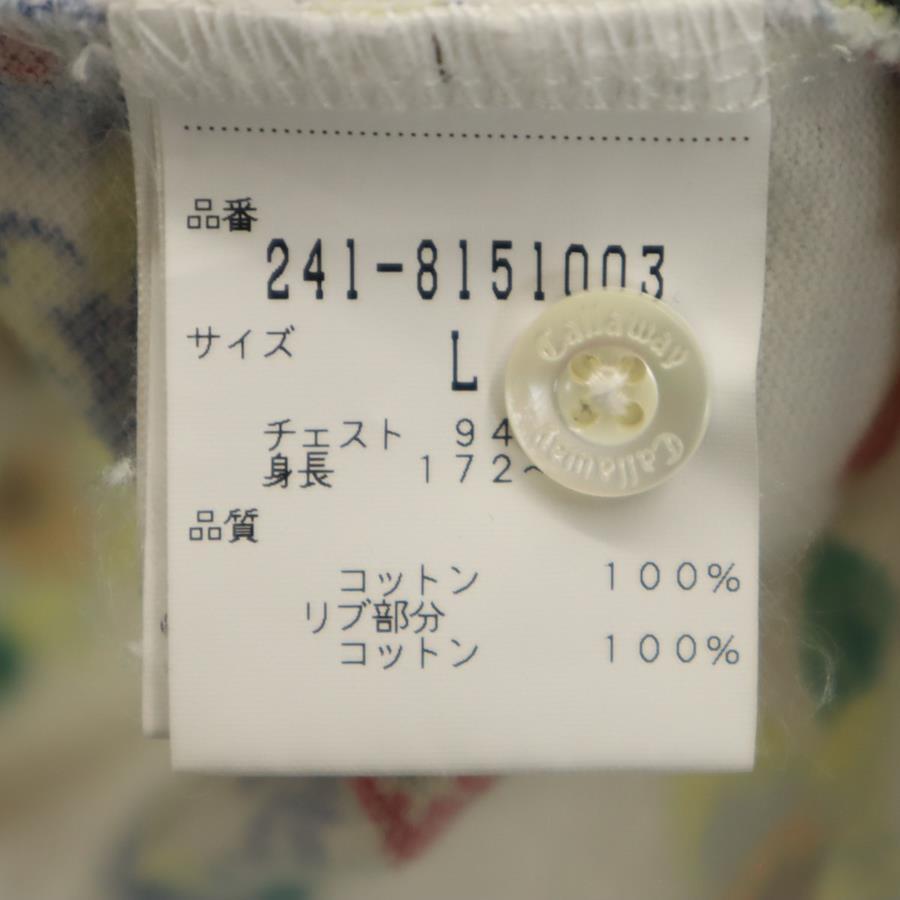 品番
241-8151003
サイズ
L
チェスト 94
身長 172~
品質
コットン 100%
リブ部分
コットン 100%
Callaway
Callaway